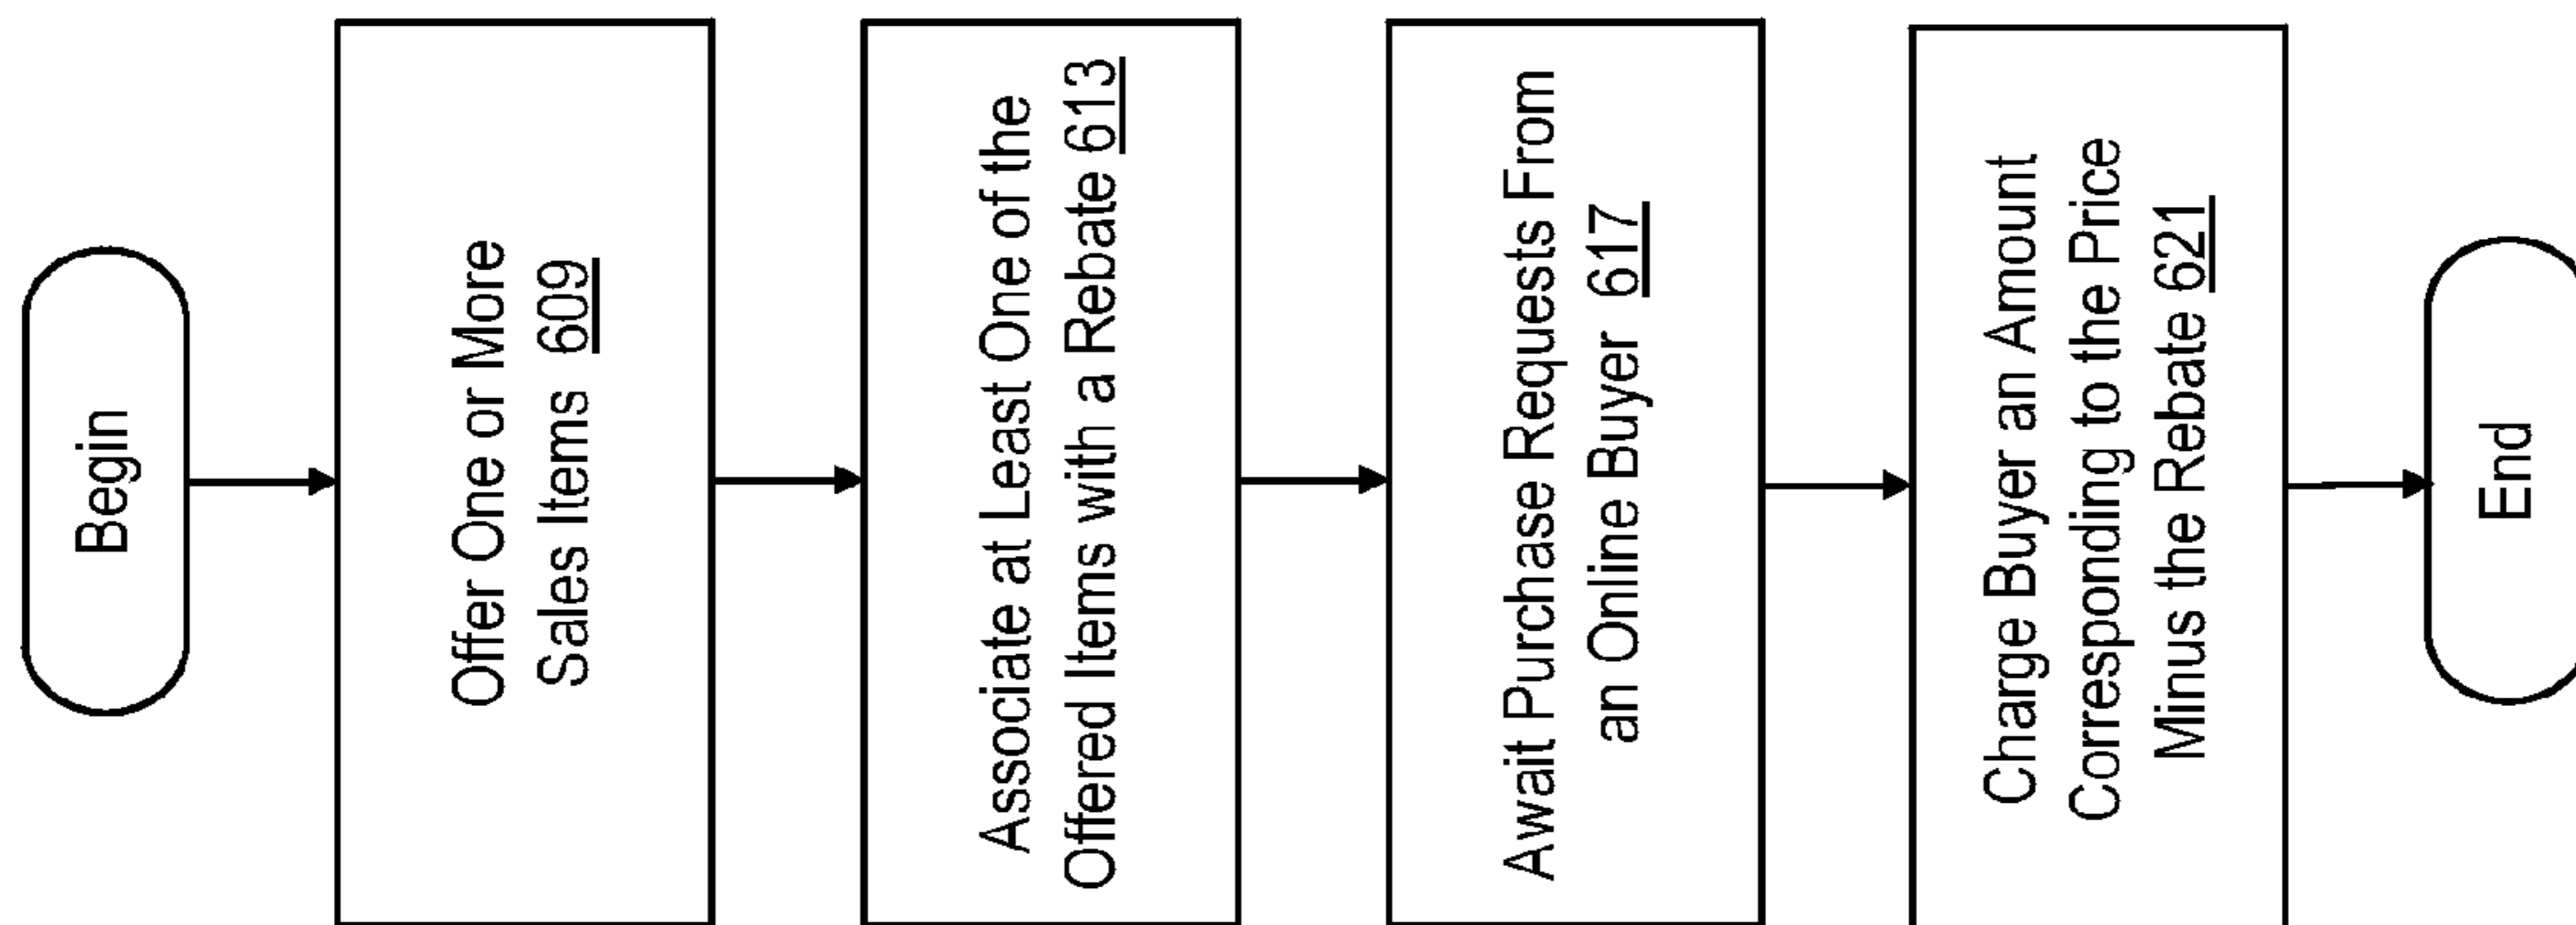 Begin
Offer One or More
Sales Items 609
Associate at Least One of the
Offered Items with a Rebate 613
Await Purchase Requests From
an Online Buyer 617
Charge Buyer an Amount
Corresponding to the Price
Minus the Rebate 621
End